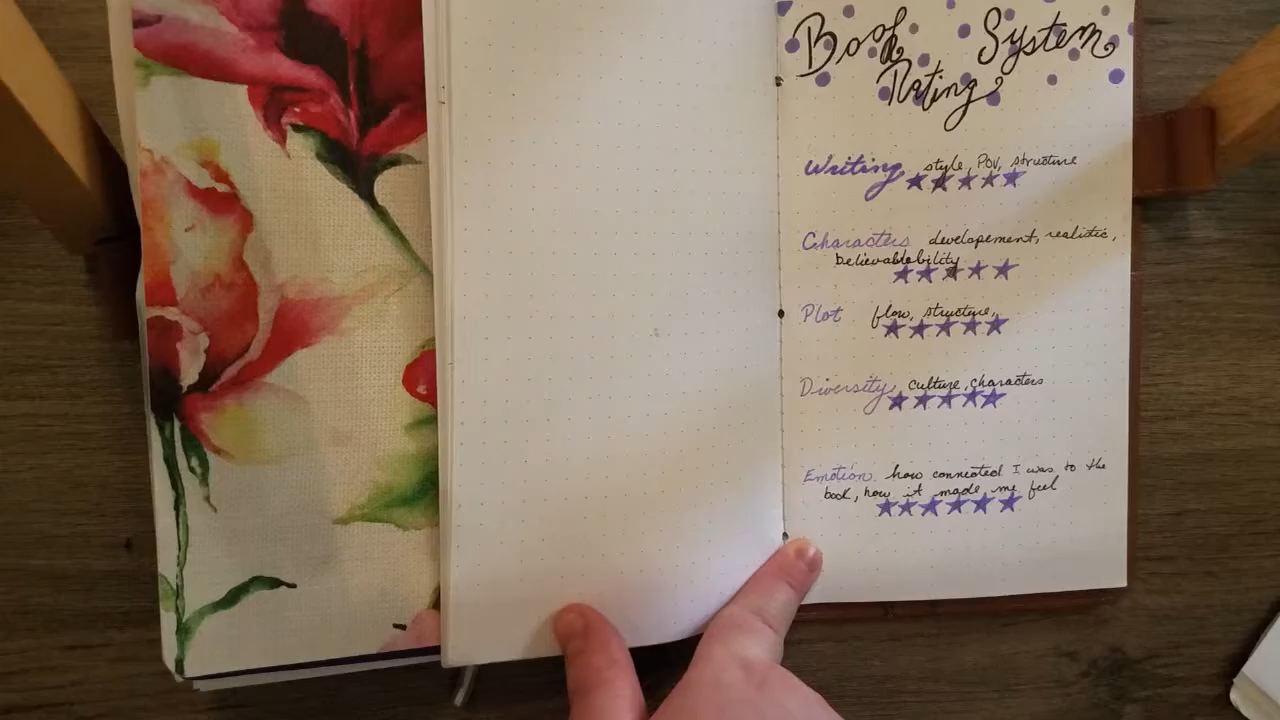 Book System
Rating
Writing style, POV, structure
Characters developement, realistic,
believablebility
Plot flow, structure,
Diversity, culture, characters
Emotion how connected I was to the
book, how it made me feel